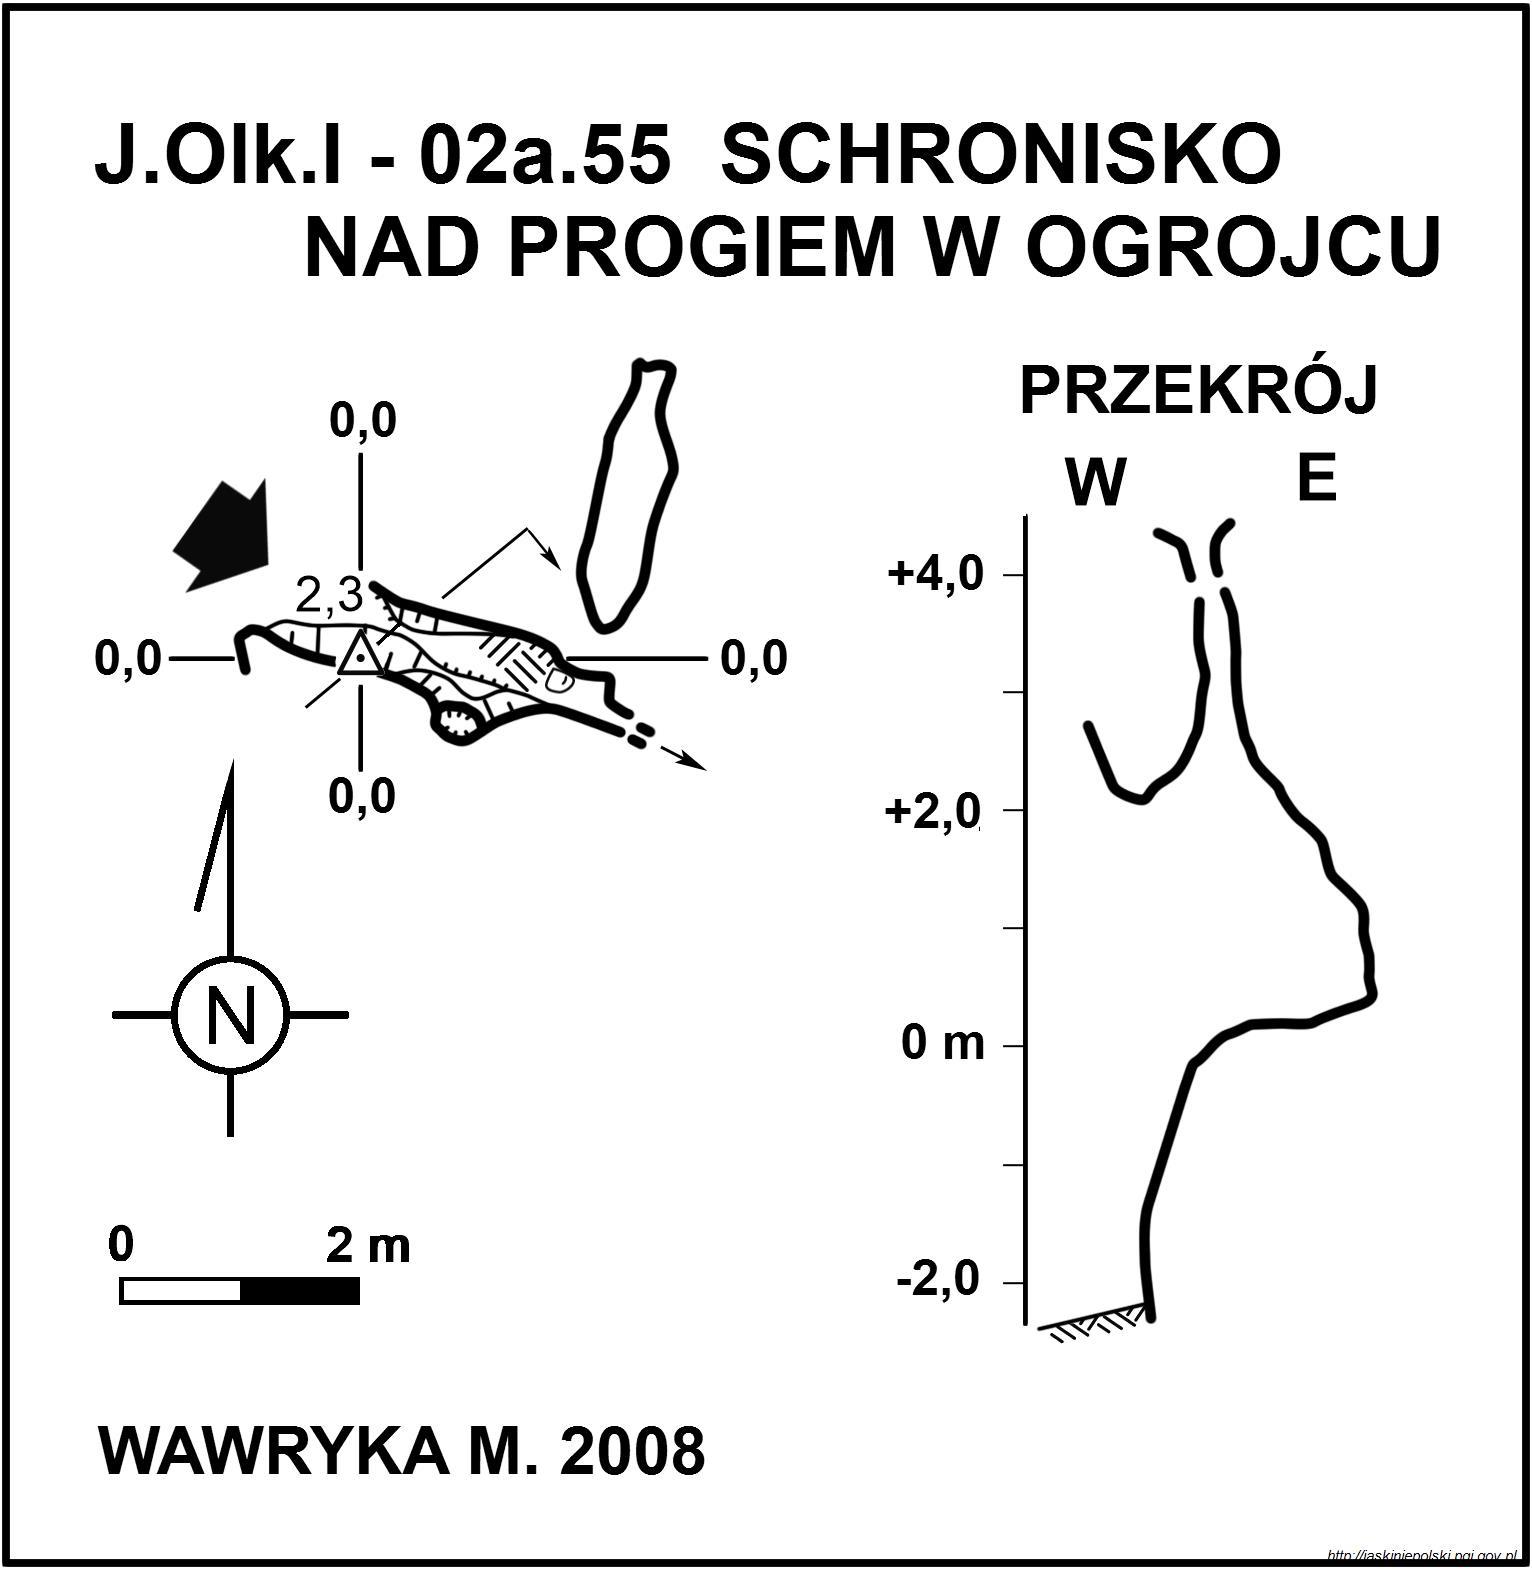 J.Olk.I - 02a.55 SCHRONISKO
NAD PROGIEM W OGROJCU
PRZEKRÓJ
W E
0,0
2,3
0,0
0,0
0,0
N
0 2 m
+4,0
+2,0
0 m
-2,0
WAWRYKA M. 2008
http://jaskiniepolski.pgi.gov.pl